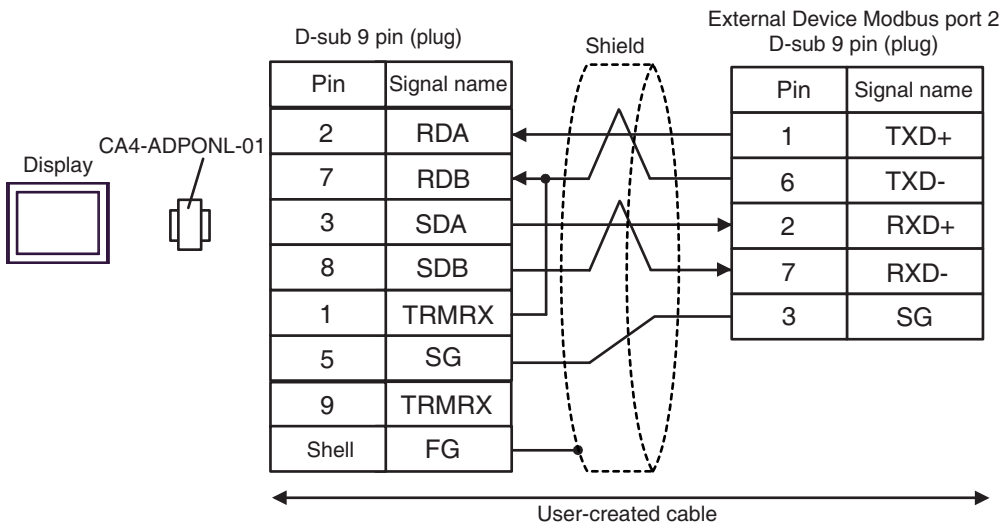 External Device Modbus port 2
D-sub 9 pin (plug)
D-sub 9 pin (plug)
Shield
Pin Signal name
Pin Signal name
2 RDA
1 TXD+
CA4-ADPONL-01
Display
7 RDB
6 TXD-
3 SDA
2 RXD+
8 SDB
7 RXD-
1 TRMRX
3 SG
5 SG
9 TRMRX
Shell FG
User-created cable